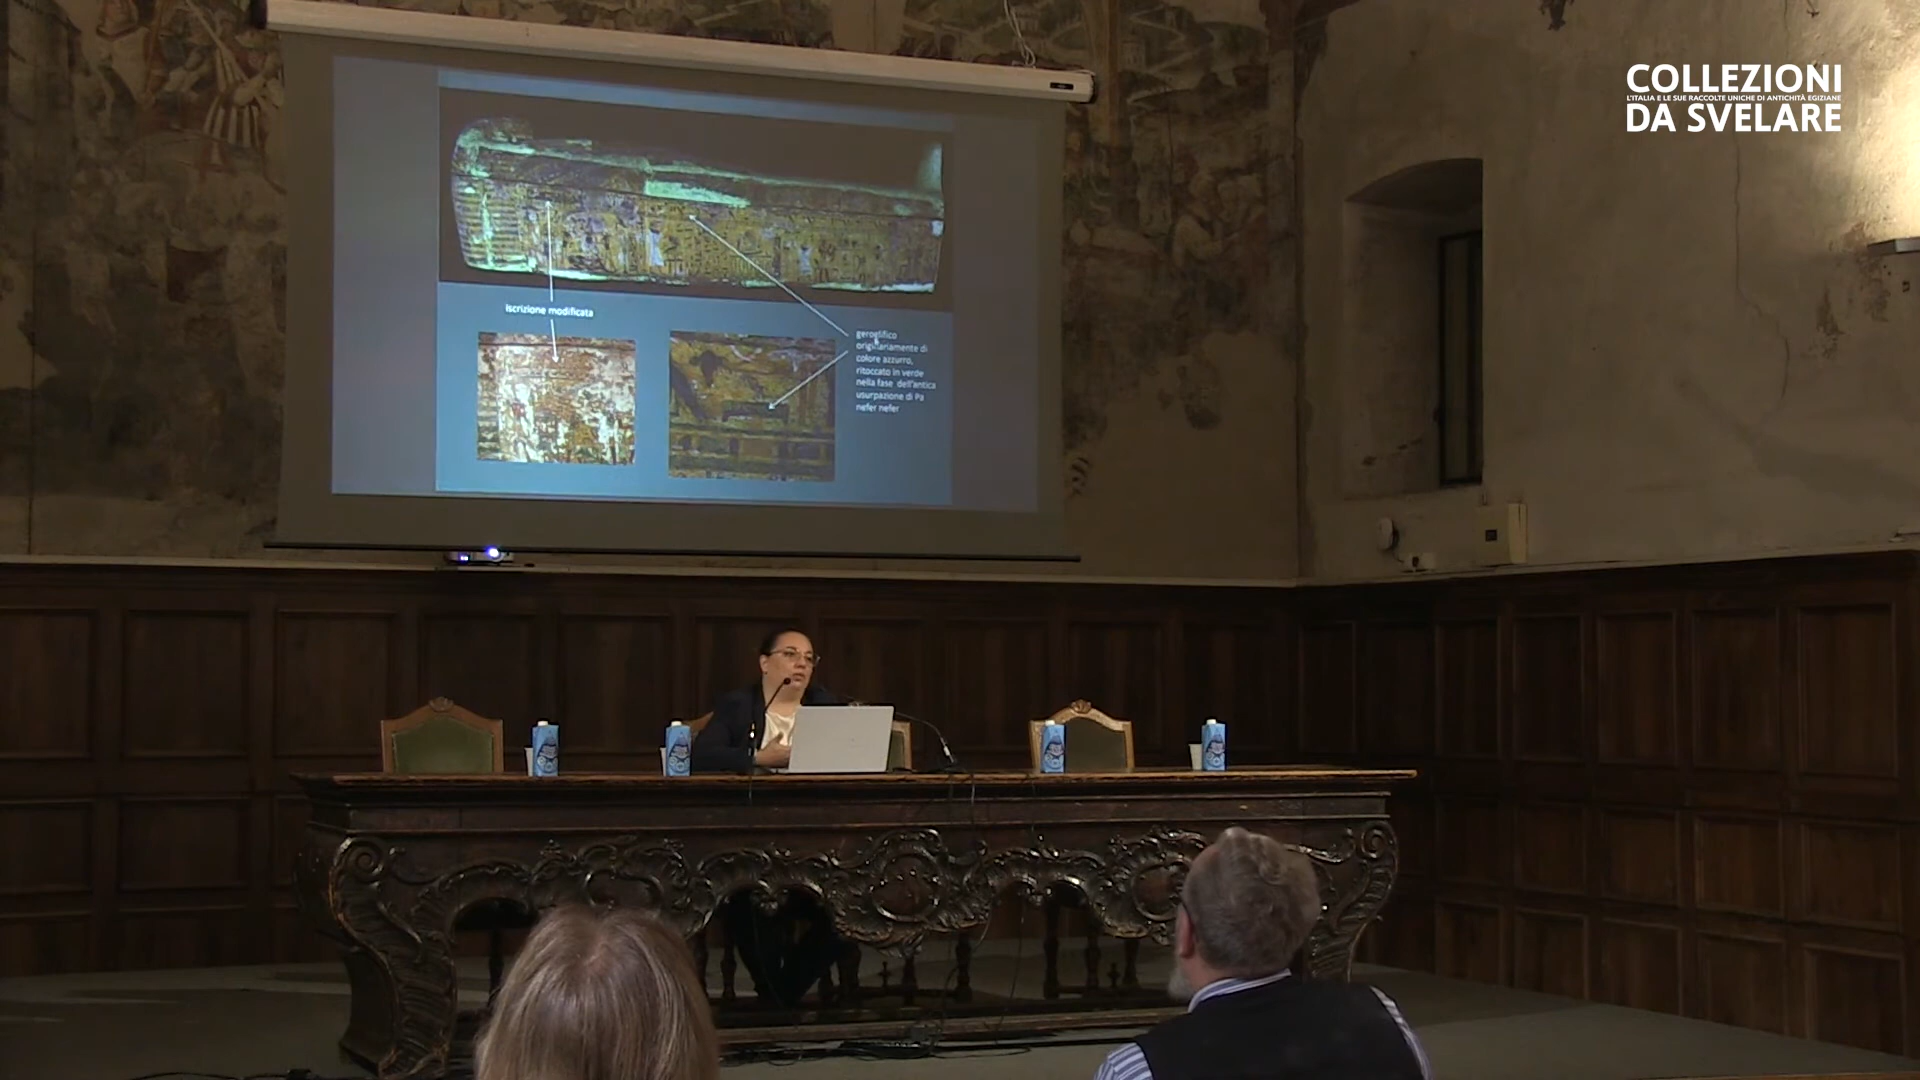 COLLEZIONI
L'ITALIA E LE SUE RACCOLTE UNICHE DI ANTICHITÀ EGIZIANE
DA SVELARE
Iscrizione modificata
geroglifico
originariamente di
colore azzurro,
ritoccato in verde
nella fase dell'antica
usurpazione di Pa
nefer nefer